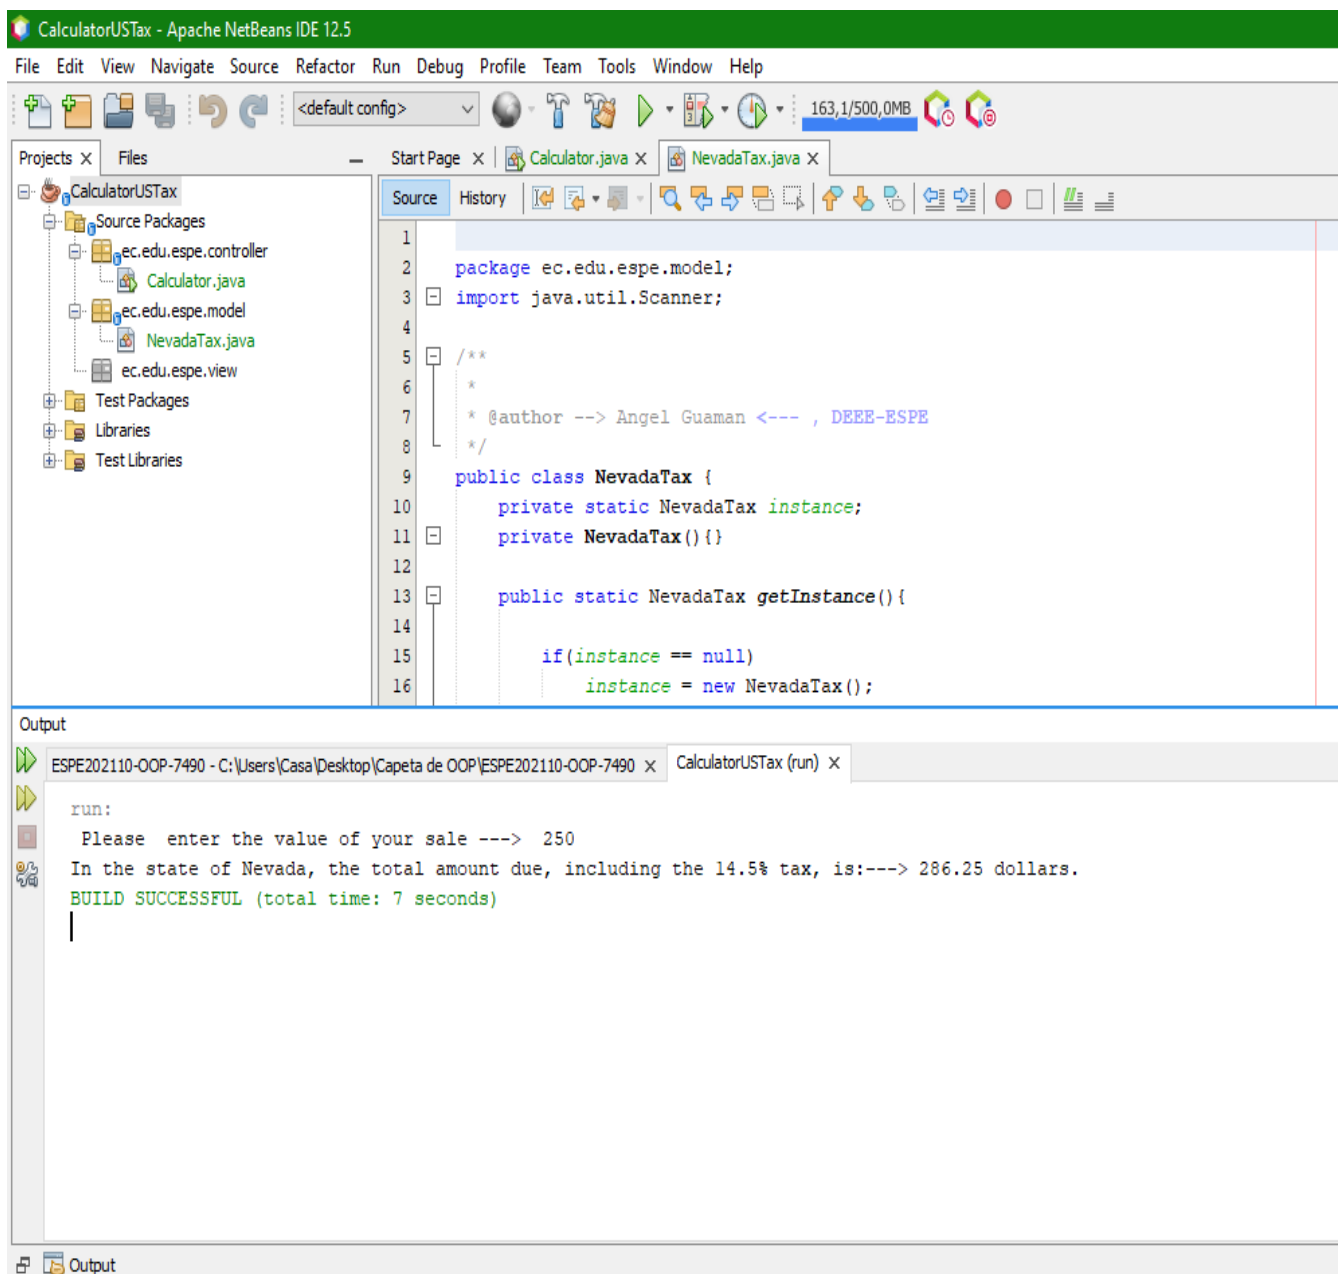 CalculatorUSTax - Apache NetBeans IDE 12.5
File Edit View Navigate Source Refactor Run Debug Profile Team Tools Window Help
<default config> 163,1/500,0MB
Projects X Files
Start Page X Calculator.java X NevadaTax.java X
CalculatorUSTax
Source Packages
ec.edu.espe.controller
Calculator.java
ec.edu.espe.model
NevadaTax.java
ec.edu.espe.view
Test Packages
Libraries
Test Libraries
Source History
1
2 package ec.edu.espe.model;
3 import java.util.Scanner;
4
5 /**
6 *
7 * @author --> Angel Guaman <--- , DEEE-ESPE
8 */
9 public class NevadaTax {
10 private static NevadaTax instance;
11 private NevadaTax(){}
12
13 public static NevadaTax getInstance(){
14
15 if(instance == null)
16 instance = new NevadaTax();
Output
ESPE202110-OOP-7490 - C:\Users\Casa\Desktop\Capeta de OOP\ESPE202110-OOP-7490 X CalculatorUSTax (run) X
run:
Please  enter the value of your sale --->  250
In the state of Nevada, the total amount due, including the 14.5% tax, is:---> 286.25 dollars.
BUILD SUCCESSFUL (total time: 7 seconds)
Output